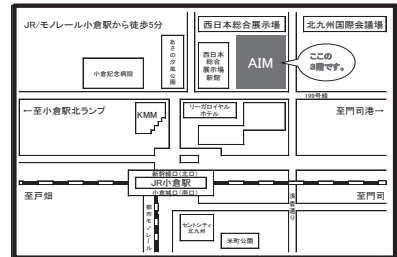 JR/モノレール小倉駅から徒歩5分
西日本総合展示場
北九州国際会議場
あさの汐風公園
小倉記念病院
西日本
総合
展示場
新館
AIM
ここの
3階です。
199号線
←至小倉駅北ランプ
KMM
リーガロイヤル
ホテル
至門司港→
新幹線口(北口)
JR小倉駅
小倉城口(南口)
至戸畑
至門司
都市モノレール
浅香通り
セントシティ
北九州
米町公園